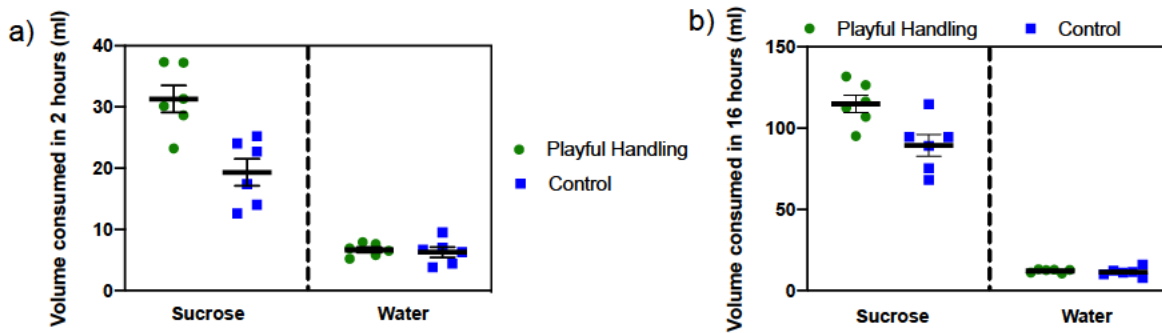 a)
Volume consumed in 2 hours (ml)
40
30
20
10
0
Sucrose
Water
Playful Handling
Control
b)
Playful Handling
Control
Volume consumed in 16 hours (ml)
150
100
50
0
Sucrose
Water